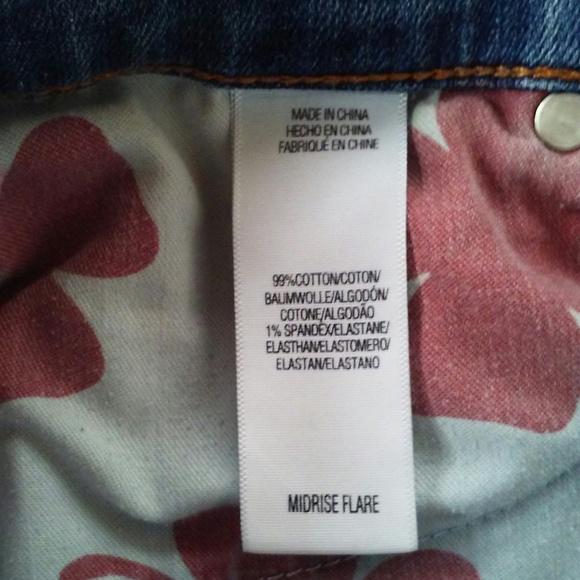 MADE IN CHINA
HECHO EN CHINA
FABRIQUÉ EN CHINE
99%COTTON/COTON/
BAUMWOLLE/ALGODÓN/
COTONE/ALGODÃO
1% SPANDEX/ELASTANE/
ELASTHAN/ELASTOMERO/
ELASTAN/ELASTANO
MIDRISE FLARE